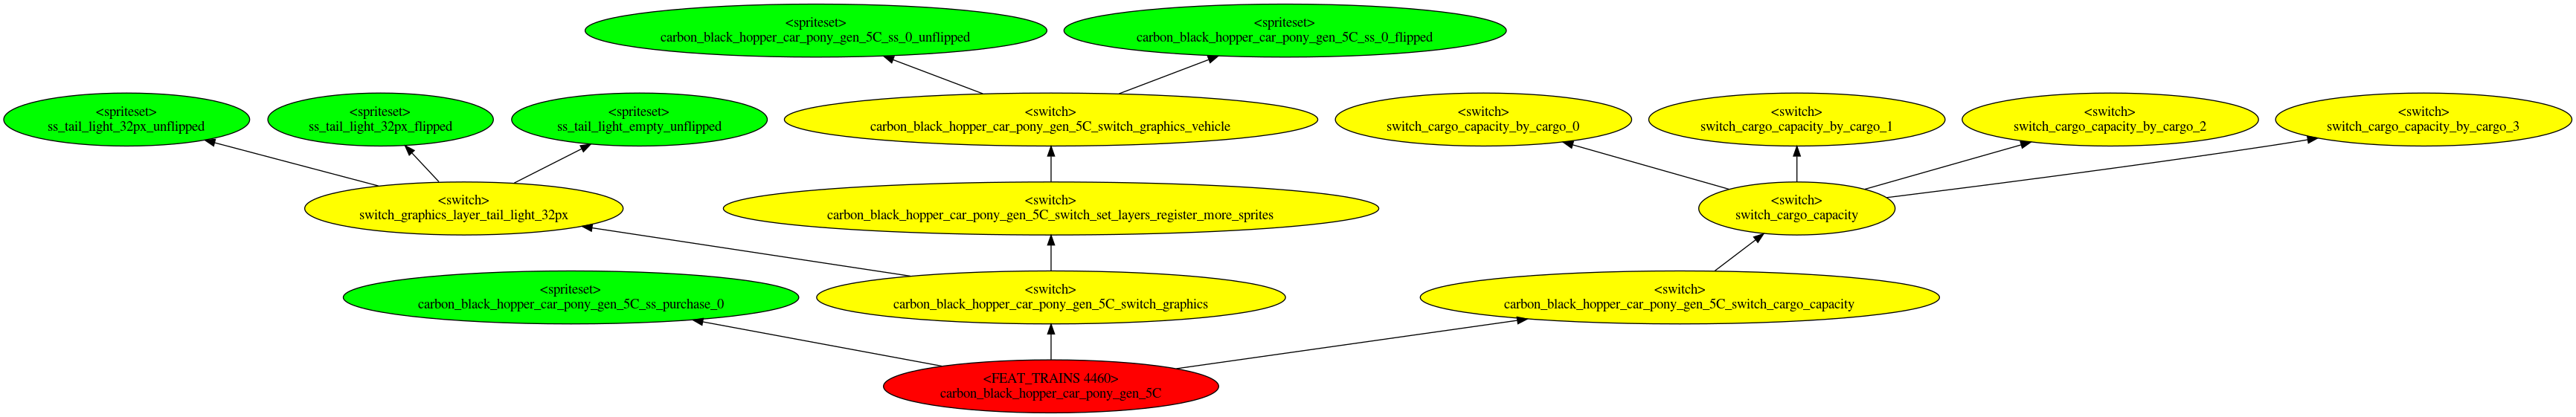 <spriteset>
carbon_black_hopper_car_pony_gen_5C_ss_0_unflipped
<spriteset>
carbon_black_hopper_car_pony_gen_5C_ss_0_flipped
<spriteset>
ss_tail_light_32px_unflipped
<spriteset>
ss_tail_light_32px_flipped
<spriteset>
ss_tail_light_empty_unflipped
<switch>
carbon_black_hopper_car_pony_gen_5C_switch_graphics_vehicle
<switch>
switch_cargo_capacity_by_cargo_0
<switch>
switch_cargo_capacity_by_cargo_1
<switch>
switch_cargo_capacity_by_cargo_2
<switch>
switch_cargo_capacity_by_cargo_3
<switch>
switch_graphics_layer_tail_light_32px
<switch>
carbon_black_hopper_car_pony_gen_5C_switch_set_layers_register_more_sprites
<switch>
switch_cargo_capacity
<spriteset>
carbon_black_hopper_car_pony_gen_5C_ss_purchase_0
<switch>
carbon_black_hopper_car_pony_gen_5C_switch_graphics
<switch>
carbon_black_hopper_car_pony_gen_5C_switch_cargo_capacity
<FEAT_TRAINS 4460>
carbon_black_hopper_car_pony_gen_5C